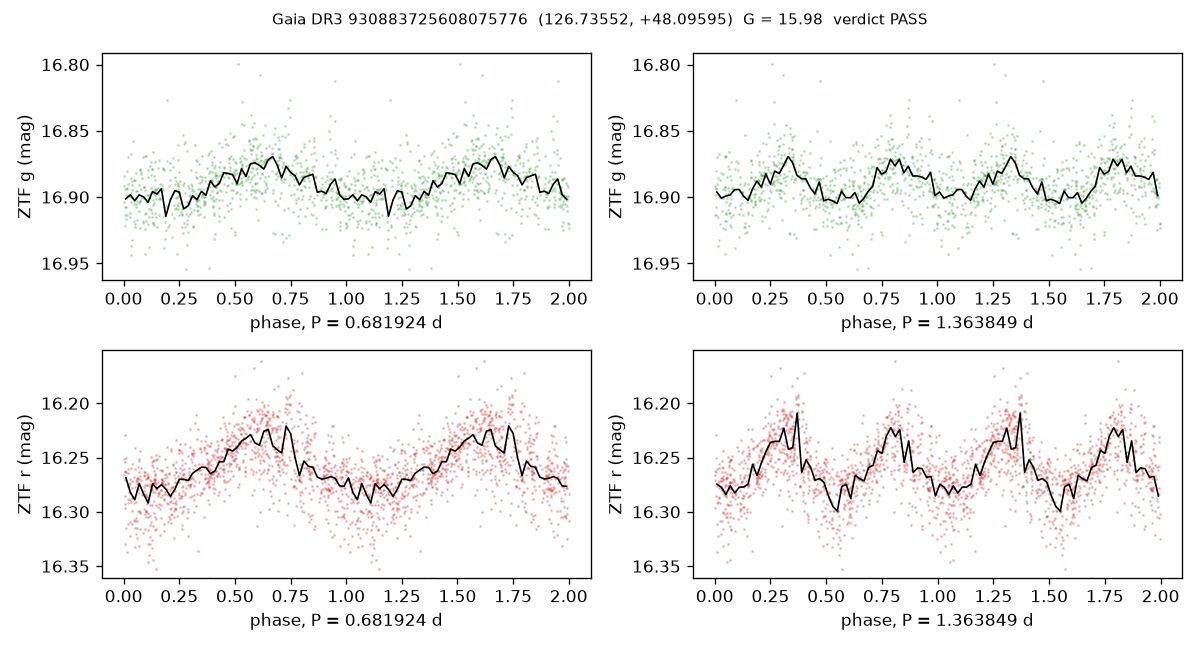 Gaia DR3 930883725608075776 (126.73552, +48.09595) G = 15.98 verdict PASS
ZTF g (mag)
16.80
16.85
16.90
16.95
0.00 0.25 0.50 0.75 1.00 1.25 1.50 1.75 2.00
phase, P = 0.681924 d
ZTF g (mag)
16.80
16.85
16.90
16.95
0.00 0.25 0.50 0.75 1.00 1.25 1.50 1.75 2.00
phase, P = 1.363849 d
ZTF r (mag)
16.20
16.25
16.30
16.35
0.00 0.25 0.50 0.75 1.00 1.25 1.50 1.75 2.00
phase, P = 0.681924 d
ZTF r (mag)
16.20
16.25
16.30
16.35
0.00 0.25 0.50 0.75 1.00 1.25 1.50 1.75 2.00
phase, P = 1.363849 d